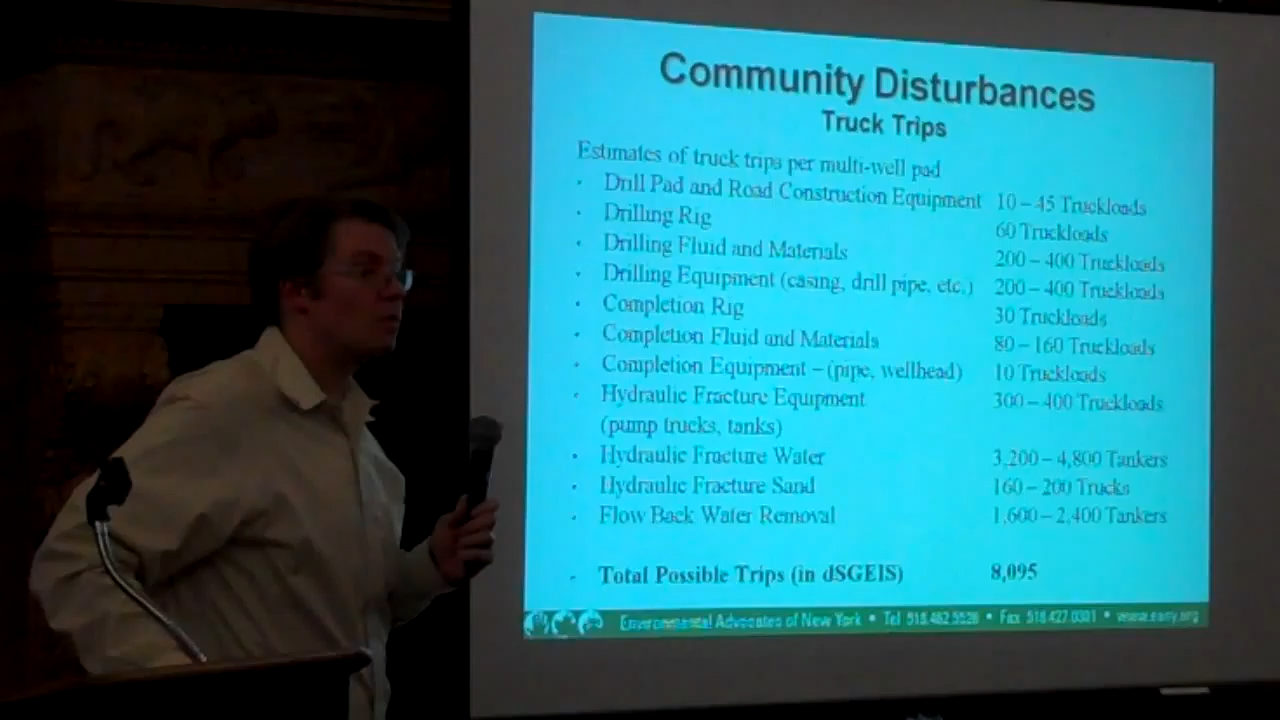 Community Disturbances
Truck Trips
Estimates of truck trips per multi-well pad
· Drill Pad and Road Construction Equipment 10 – 45 Truckloads
· Drilling Rig 60 Truckloads
· Drilling Fluid and Materials 200 – 400 Truckloads
· Drilling Equipment (casing, drill pipe, etc.) 200 – 400 Truckloads
· Completion Rig 30 Truckloads
· Completion Fluid and Materials 80 – 160 Truckloads
· Completion Equipment – (pipe, wellhead) 10 Truckloads
· Hydraulic Fracture Equipment 300 – 400 Truckloads
(pump trucks, tanks)
· Hydraulic Fracture Water 3,200 – 4,800 Tankers
· Hydraulic Fracture Sand 160 – 200 Trucks
· Flow Back Water Removal 1,600 – 2,400 Tankers
· Total Possible Trips (in dSGEIS) 8,095
Environmental Advocates of New York • Tel 518.462.5526 • Fax 518.427.0381 • www.eany.org